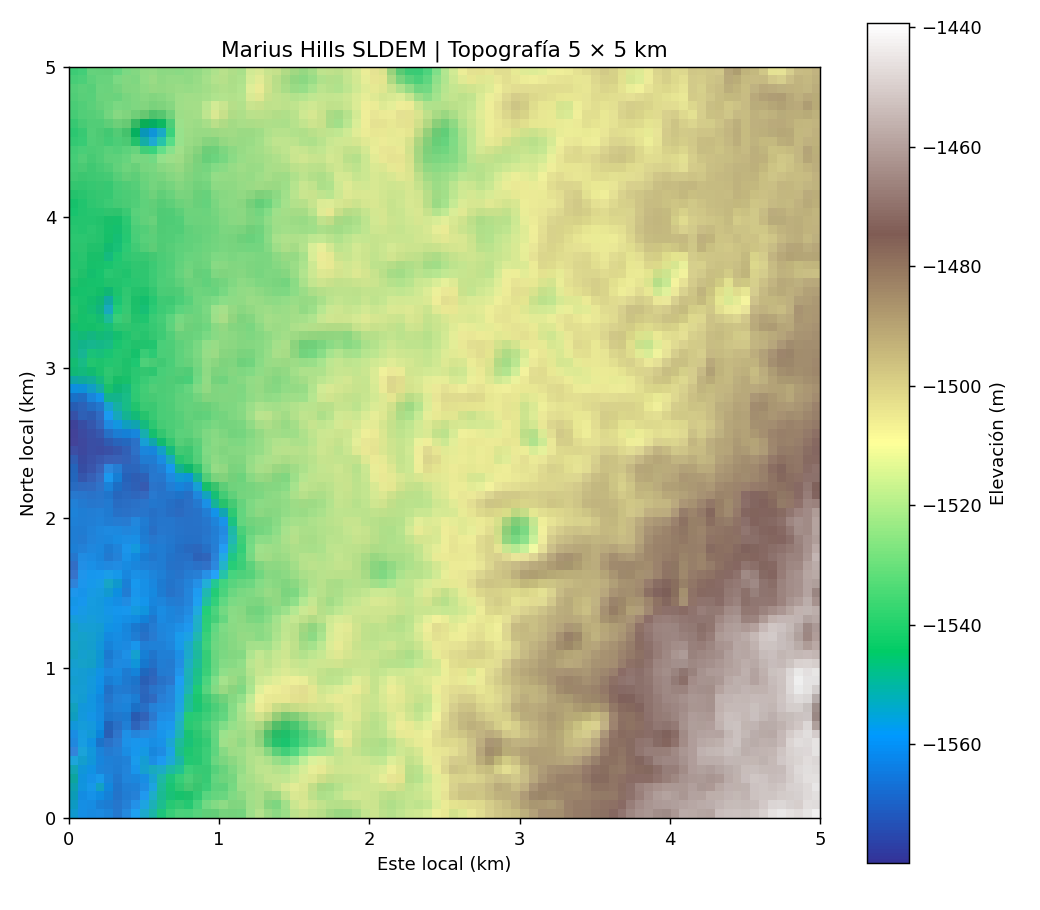 Marius Hills SLDEM | Topografía 5 × 5 km
5
4
3
2
1
0
Norte local (km)
0 1 2 3 4 5
Este local (km)
−1440
−1460
−1480
−1500
−1520
−1540
−1560
Elevación (m)